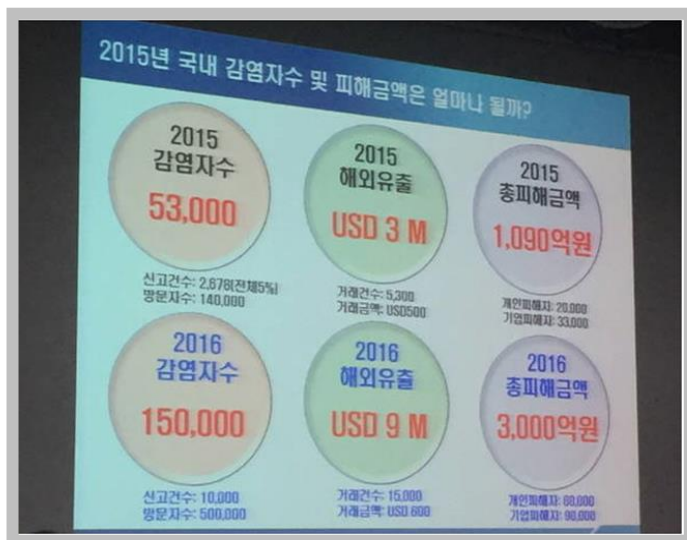 2015년 국내 감염자수 및 피해금액은 얼마나 될까?
2015
감염자수
53,000
신고건수: 2,678(전체5%)
방문자수: 140,000
2015
해외유출
USD 3 M
거래건수: 5,300
거래금액: USD500
2015
총피해금액
1,090억원
개인피해자: 20,000
기업피해자: 33,000
2016
감염자수
150,000
신고건수: 10,000
방문자수: 500,000
2016
해외유출
USD 9 M
거래건수: 15,000
거래금액: USD 600
2016
총피해금액
3,000억원
개인피해자: 60,000
기업피해자: 90,000